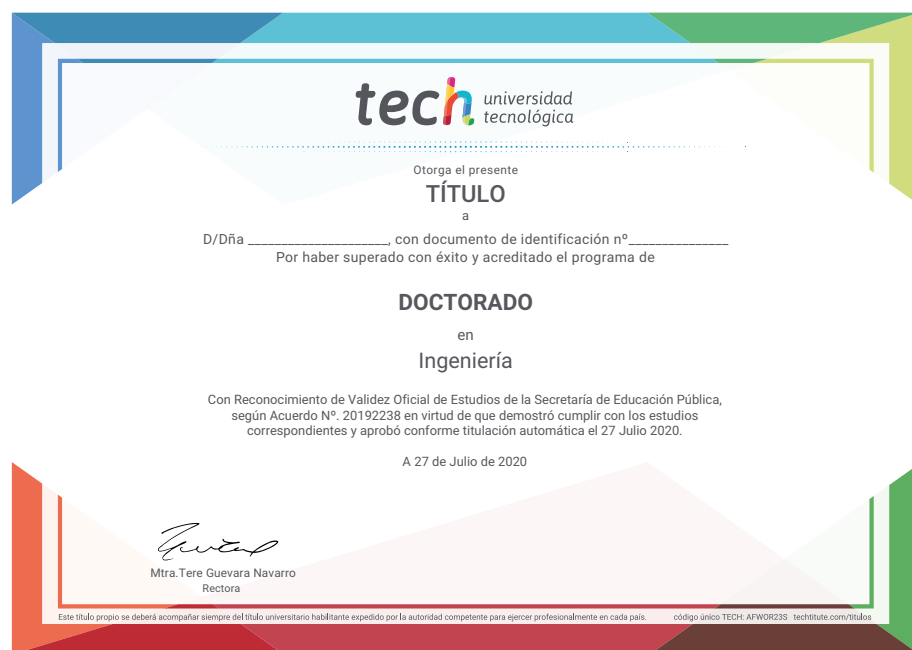 tech universidad
tecnológica
Otorga el presente
TÍTULO
a
D/Dña _____________________, con documento de identificación nº_______________
Por haber superado con éxito y acreditado el programa de
DOCTORADO
en
Ingeniería
Con Reconocimiento de Validez Oficial de Estudios de la Secretaría de Educación Pública,
según Acuerdo Nº. 20192238 en virtud de que demostró cumplir con los estudios
correspondientes y aprobó conforme titulación automática el 27 Julio 2020.
A 27 de Julio de 2020
Mtra.Tere Guevara Navarro
Rectora
Este título propio se deberá acompañar siempre del título universitario habilitante expedido por la autoridad competente para ejercer profesionalmente en cada país. código único TECH: AFWOR23S techtitute.com/titulos